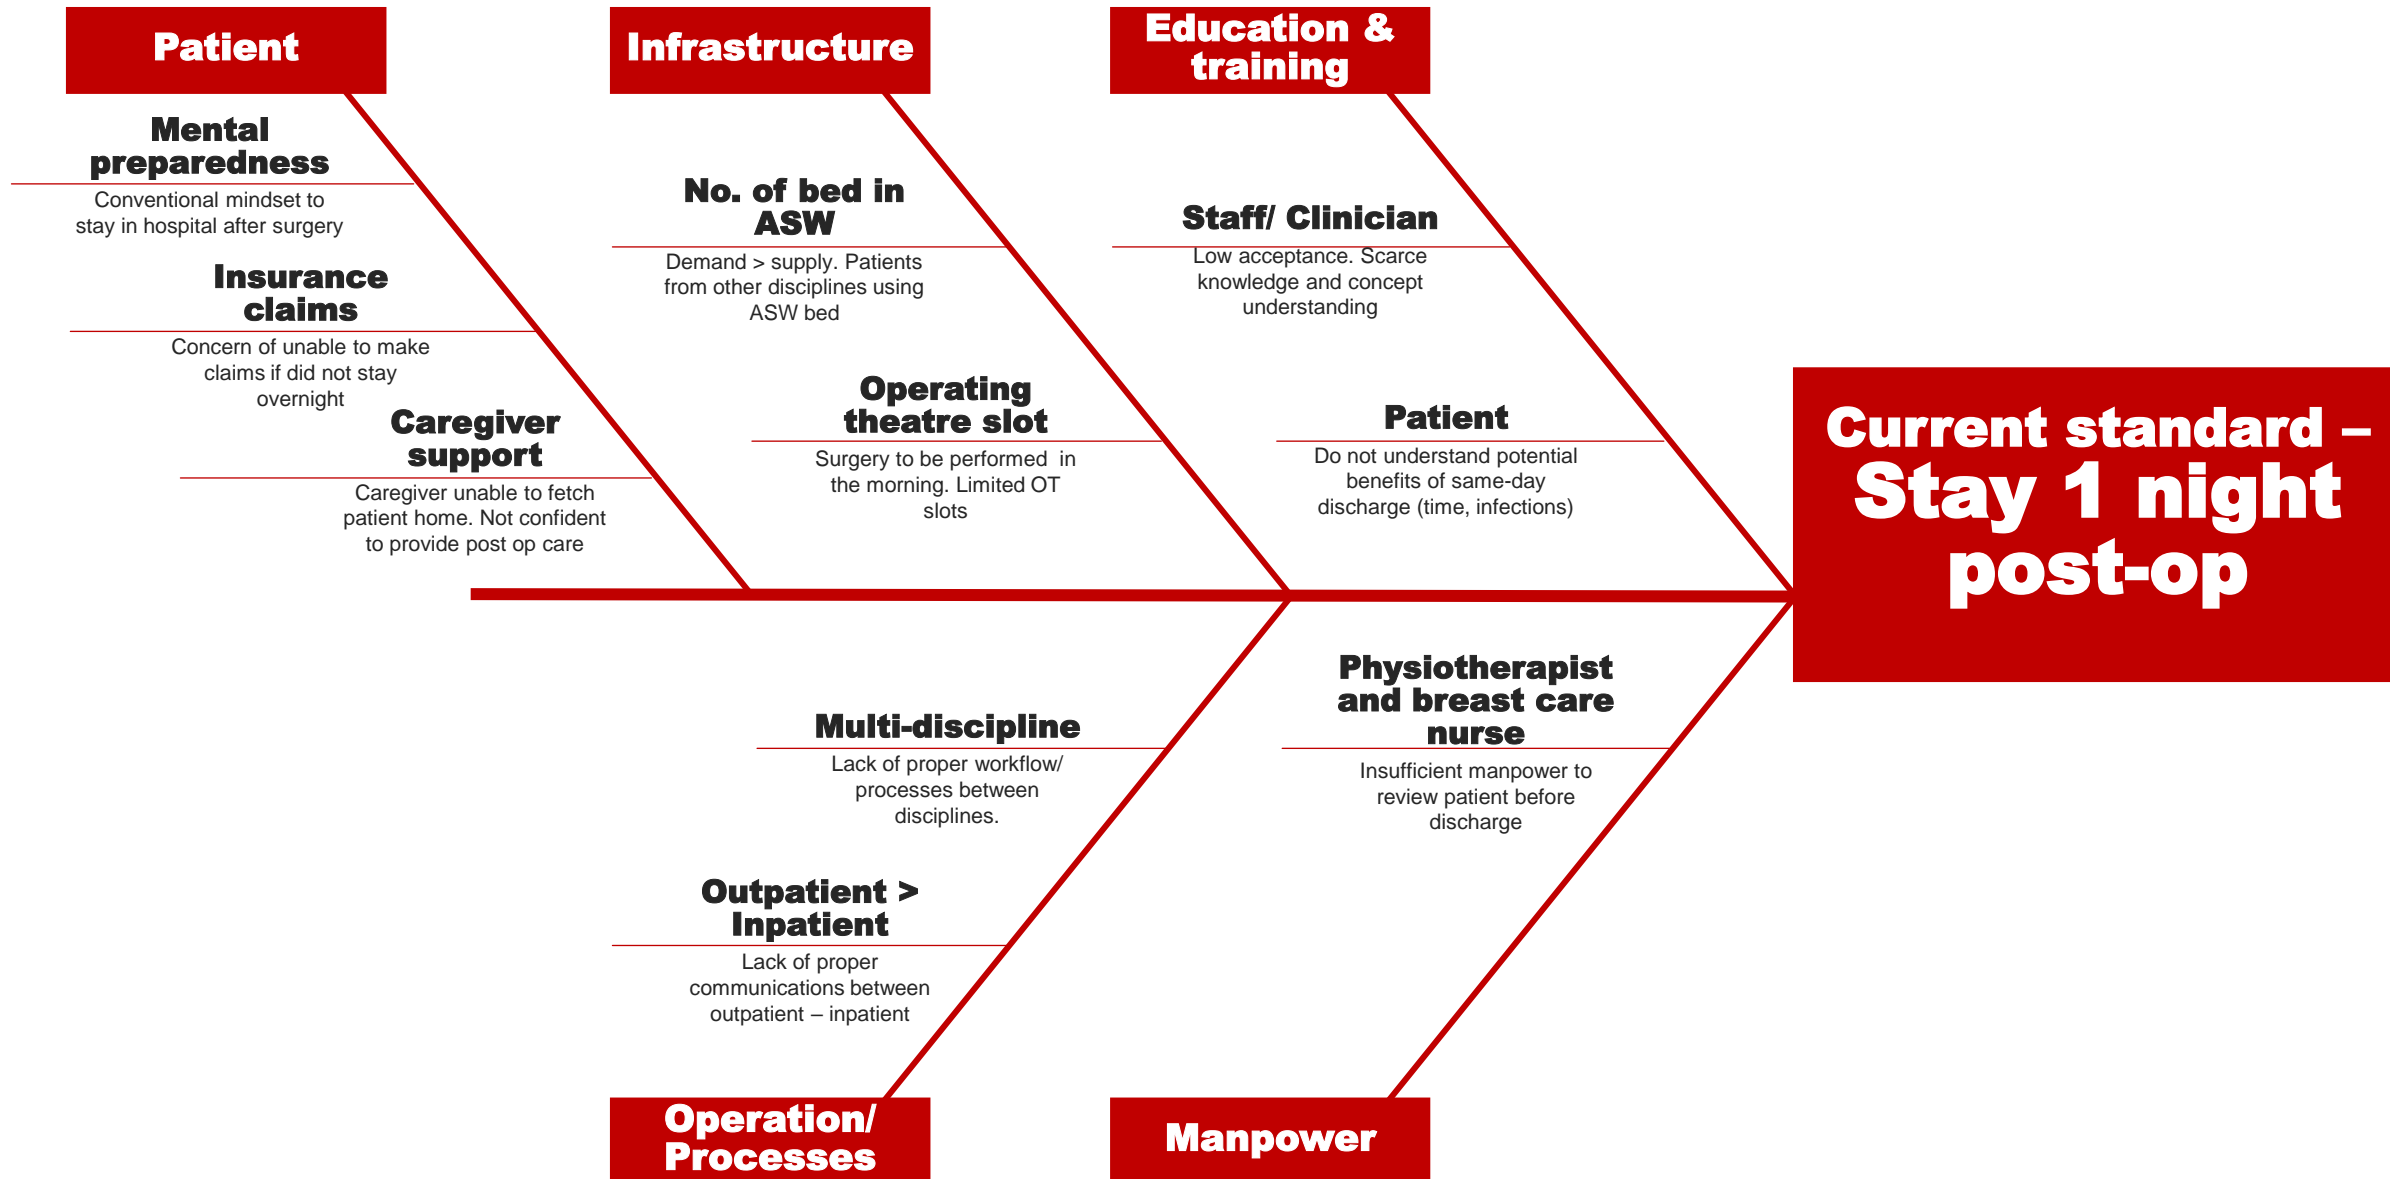 Patient
Mental
preparedness
Conventional mindset to
stay in hospital after surgery
Insurance
claims
Concern of unable to make
claims if did not stay
overnight
Caregiver
support
Caregiver unable to fetch
patient home. Not confident
to provide post op care
Infrastructure
No. of bed in
ASW
Demand > supply. Patients
from other disciplines using
ASW bed
Operating
theatre slot
Surgery to be performed in
the morning. Limited OT
slots
Education &
training
Staff/ Clinician
Low acceptance. Scarce
knowledge and concept
understanding
Patient
Do not understand potential
benefits of same-day
discharge (time, infections)
Current standard –
Stay 1 night
post-op
Multi-discipline
Lack of proper workflow/
processes between
disciplines.
Outpatient >
Inpatient
Lack of proper
communications between
outpatient – inpatient
Operation/
Processes
Physiotherapist
and breast care
nurse
Insufficient manpower to
review patient before
discharge
Manpower